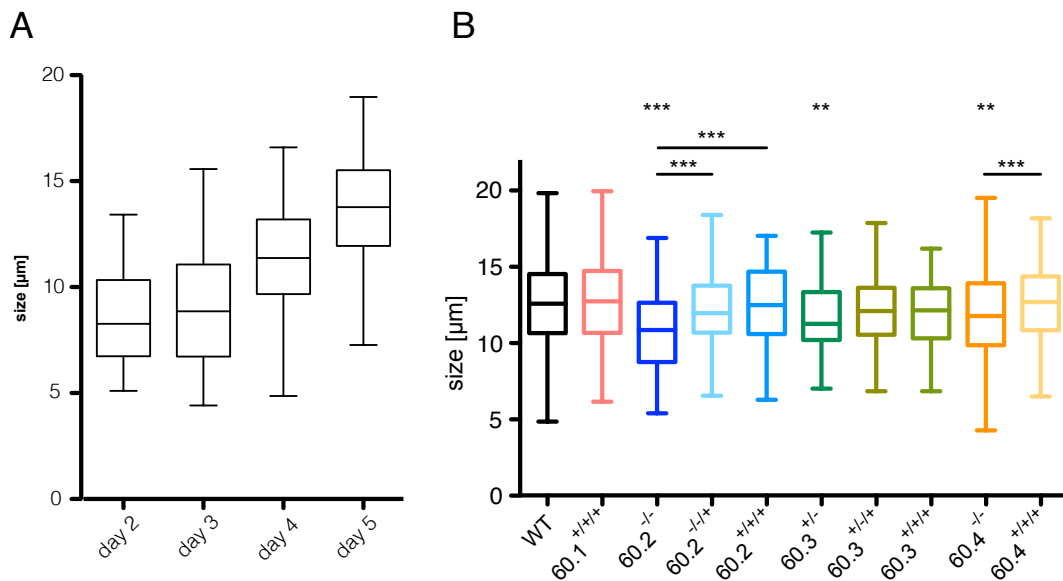 A
size [µm]
20
15
10
5
0
day 2
day 3
day 4
day 5
B
*** ** **
***
*** ***
size [µm]
20
15
10
5
0
WT
60.1 +/+/+
60.2 -/-
60.2 -/-/+
60.2 +/+/+
60.3 +/-
60.3 +/-/+
60.3 +/+/+
60.4 -/-
60.4 +/+/+